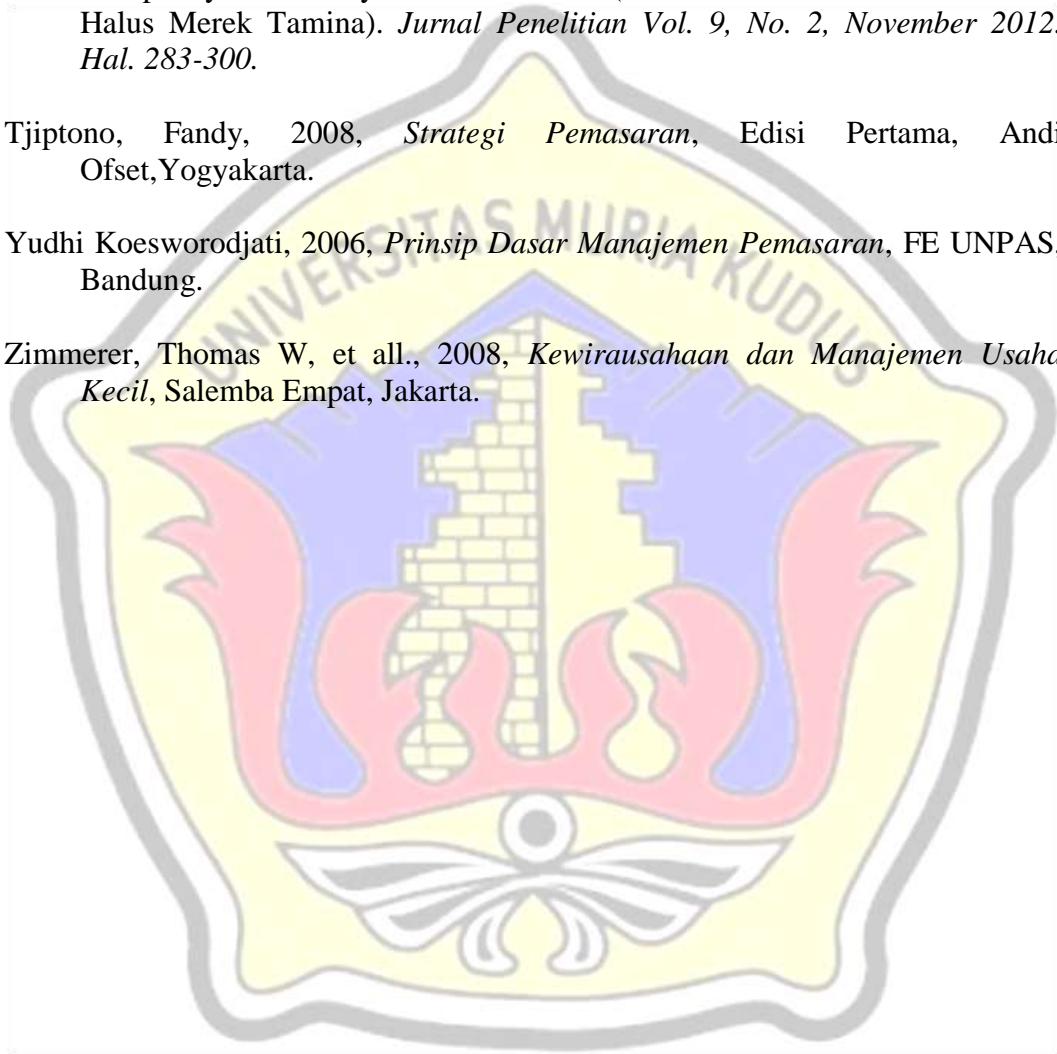 Halus Merek Tamina). Jurnal Penelitian Vol. 9, No. 2, November 2012.
Hal. 283-300.
Tjiptono, Fandy, 2008, Strategi Pemasaran, Edisi Pertama, Andi
Ofset,Yogyakarta.
Yudhi Koesworodjati, 2006, Prinsip Dasar Manajemen Pemasaran, FE UNPAS,
Bandung.
Zimmerer, Thomas W, et all., 2008, Kewirausahaan dan Manajemen Usaha
Kecil, Salemba Empat, Jakarta.
UNIVERSITAS MURIA KUDUS